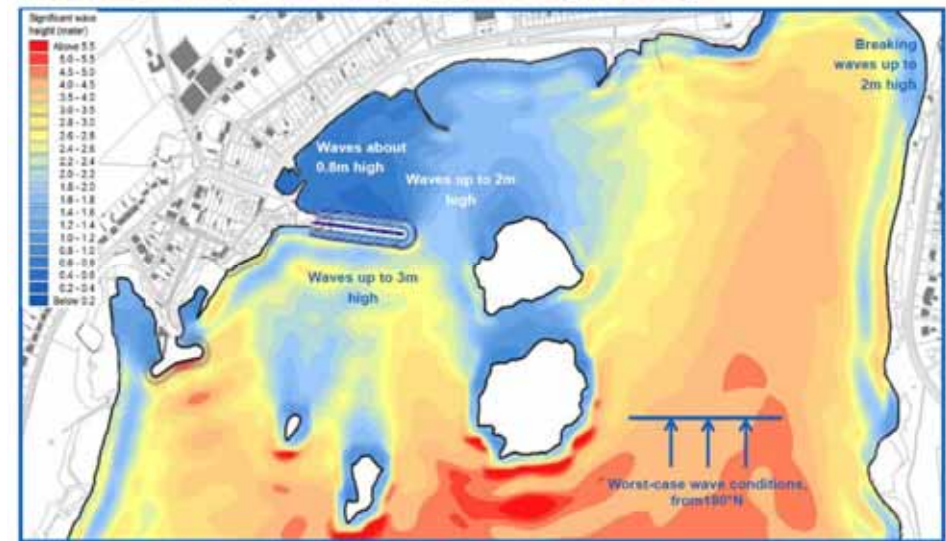 Significant wave
height (meter)
Above 5.5
5.0 - 5.5
4.5 - 5.0
4.0 - 4.5
3.5 - 4.0
3.0 - 3.5
2.8 - 3.0
2.6 - 2.8
2.4 - 2.6
2.2 - 2.4
2.0 - 2.2
1.8 - 2.0
1.6 - 1.8
1.4 - 1.6
1.2 - 1.4
1.0 - 1.2
0.8 - 1.0
0.6 - 0.8
0.4 - 0.6
0.2 - 0.4
Below 0.2
Breaking
waves up to
2m high
Waves about
0.8m high
Waves up to 2m
high
Waves up to 3m
high
Worst-case wave conditions,
from180°N